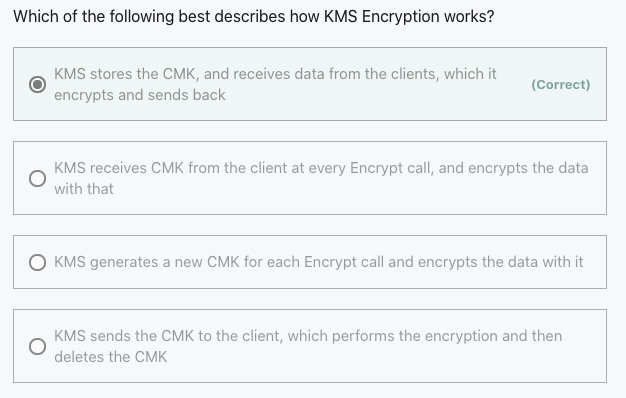 Which of the following best describes how KMS Encryption works?
KMS stores the CMK, and receives data from the clients, which it
encrypts and sends back
(Correct)
KMS receives CMK from the client at every Encrypt call, and encrypts the data
with that
KMS generates a new CMK for each Encrypt call and encrypts the data with it
KMS sends the CMK to the client, which performs the encryption and then
deletes the CMK